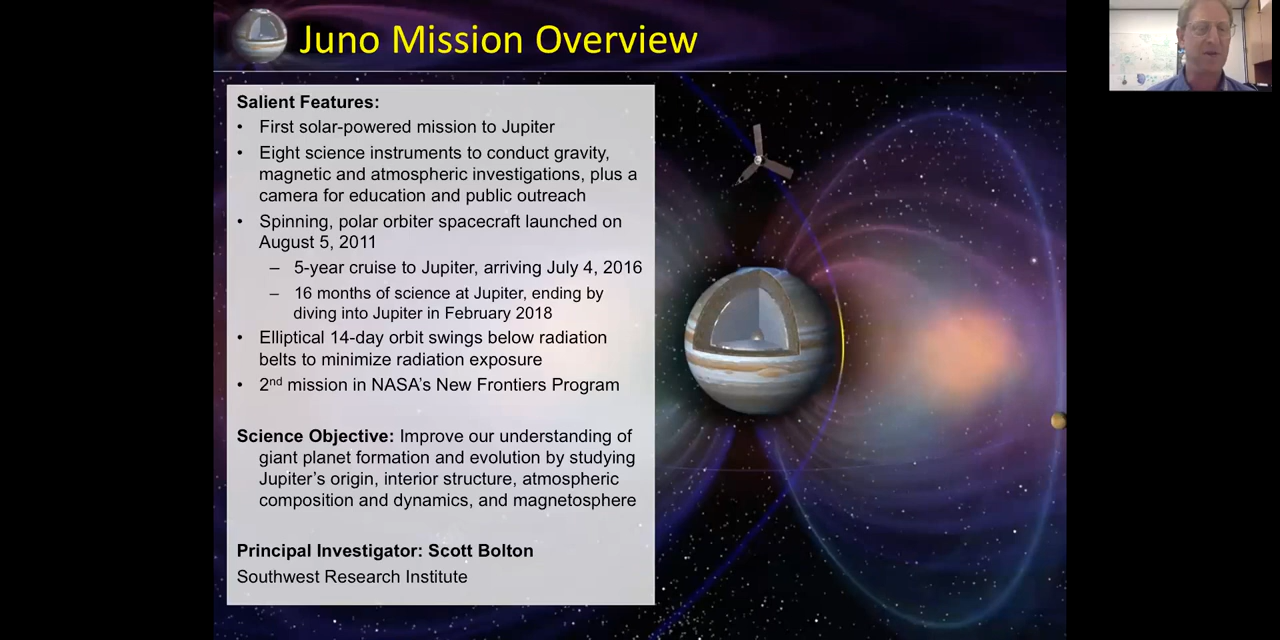 Juno Mission Overview
Salient Features:
• First solar-powered mission to Jupiter
• Eight science instruments to conduct gravity,
magnetic and atmospheric investigations, plus a
camera for education and public outreach
• Spinning, polar orbiter spacecraft launched on
August 5, 2011
– 5-year cruise to Jupiter, arriving July 4, 2016
– 16 months of science at Jupiter, ending by
diving into Jupiter in February 2018
• Elliptical 14-day orbit swings below radiation
belts to minimize radiation exposure
• 2nd mission in NASA's New Frontiers Program
Science Objective: Improve our understanding of
giant planet formation and evolution by studying
Jupiter's origin, interior structure, atmospheric
composition and dynamics, and magnetosphere
Principal Investigator: Scott Bolton
Southwest Research Institute